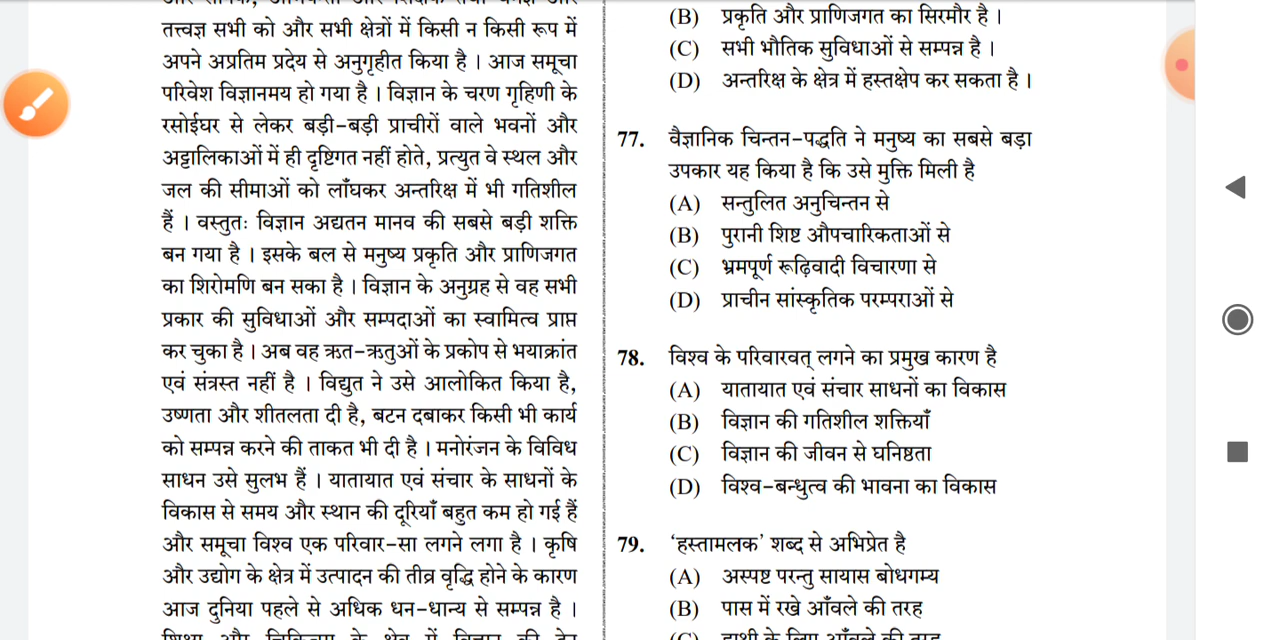 तत्त्वज्ञ सभी को और सभी क्षेत्रों में किसी न किसी रूप में
अपने अप्रतिम प्रदेय से अनुगृहीत किया है । आज समूचा
परिवेश विज्ञानमय हो गया है । विज्ञान के चरण गृहिणी के
रसोईघर से लेकर बड़ी-बड़ी प्राचीरों वाले भवनों और
अट्टालिकाओं में ही दृष्टिगत नहीं होते, प्रत्युत वे स्थल और
जल की सीमाओं को लाँघकर अन्तरिक्ष में भी गतिशील
हैं । वस्तुतः विज्ञान अद्यतन मानव की सबसे बड़ी शक्ति
बन गया है । इसके बल से मनुष्य प्रकृति और प्राणिजगत
का शिरोमणि बन सका है । विज्ञान के अनुग्रह से वह सभी
प्रकार की सुविधाओं और सम्पदाओं का स्वामित्व प्राप्त
कर चुका है । अब वह ऋत-ऋतुओं के प्रकोप से भयाक्रांत
एवं संत्रस्त नहीं है । विद्युत ने उसे आलोकित किया है,
उष्णता और शीतलता दी है, बटन दबाकर किसी भी कार्य
को सम्पन्न करने की ताकत भी दी है । मनोरंजन के विविध
साधन उसे सुलभ हैं । यातायात एवं संचार के साधनों के
विकास से समय और स्थान की दूरियाँ बहुत कम हो गई हैं
और समूचा विश्व एक परिवार-सा लगने लगा है । कृषि
और उद्योग के क्षेत्र में उत्पादन की तीव्र वृद्धि होने के कारण
आज दुनिया पहले से अधिक धन-धान्य से सम्पन्न है ।
(B) प्रकृति और प्राणिजगत का सिरमौर है ।
(C) सभी भौतिक सुविधाओं से सम्पन्न है ।
(D) अन्तरिक्ष के क्षेत्र में हस्तक्षेप कर सकता है ।
77. वैज्ञानिक चिन्तन-पद्धति ने मनुष्य का सबसे बड़ा
उपकार यह किया है कि उसे मुक्ति मिली है
(A) सन्तुलित अनुचिन्तन से
(B) पुरानी शिष्ट औपचारिकताओं से
(C) भ्रमपूर्ण रूढ़िवादी विचारणा से
(D) प्राचीन सांस्कृतिक परम्पराओं से
78. विश्व के परिवारवत् लगने का प्रमुख कारण है
(A) यातायात एवं संचार साधनों का विकास
(B) विज्ञान की गतिशील शक्तियाँ
(C) विज्ञान की जीवन से घनिष्ठता
(D) विश्व-बन्धुत्व की भावना का विकास
79. 'हस्तामलक' शब्द से अभिप्रेत है
(A) अस्पष्ट परन्तु सायास बोधगम्य
(B) पास में रखे आँवले की तरह